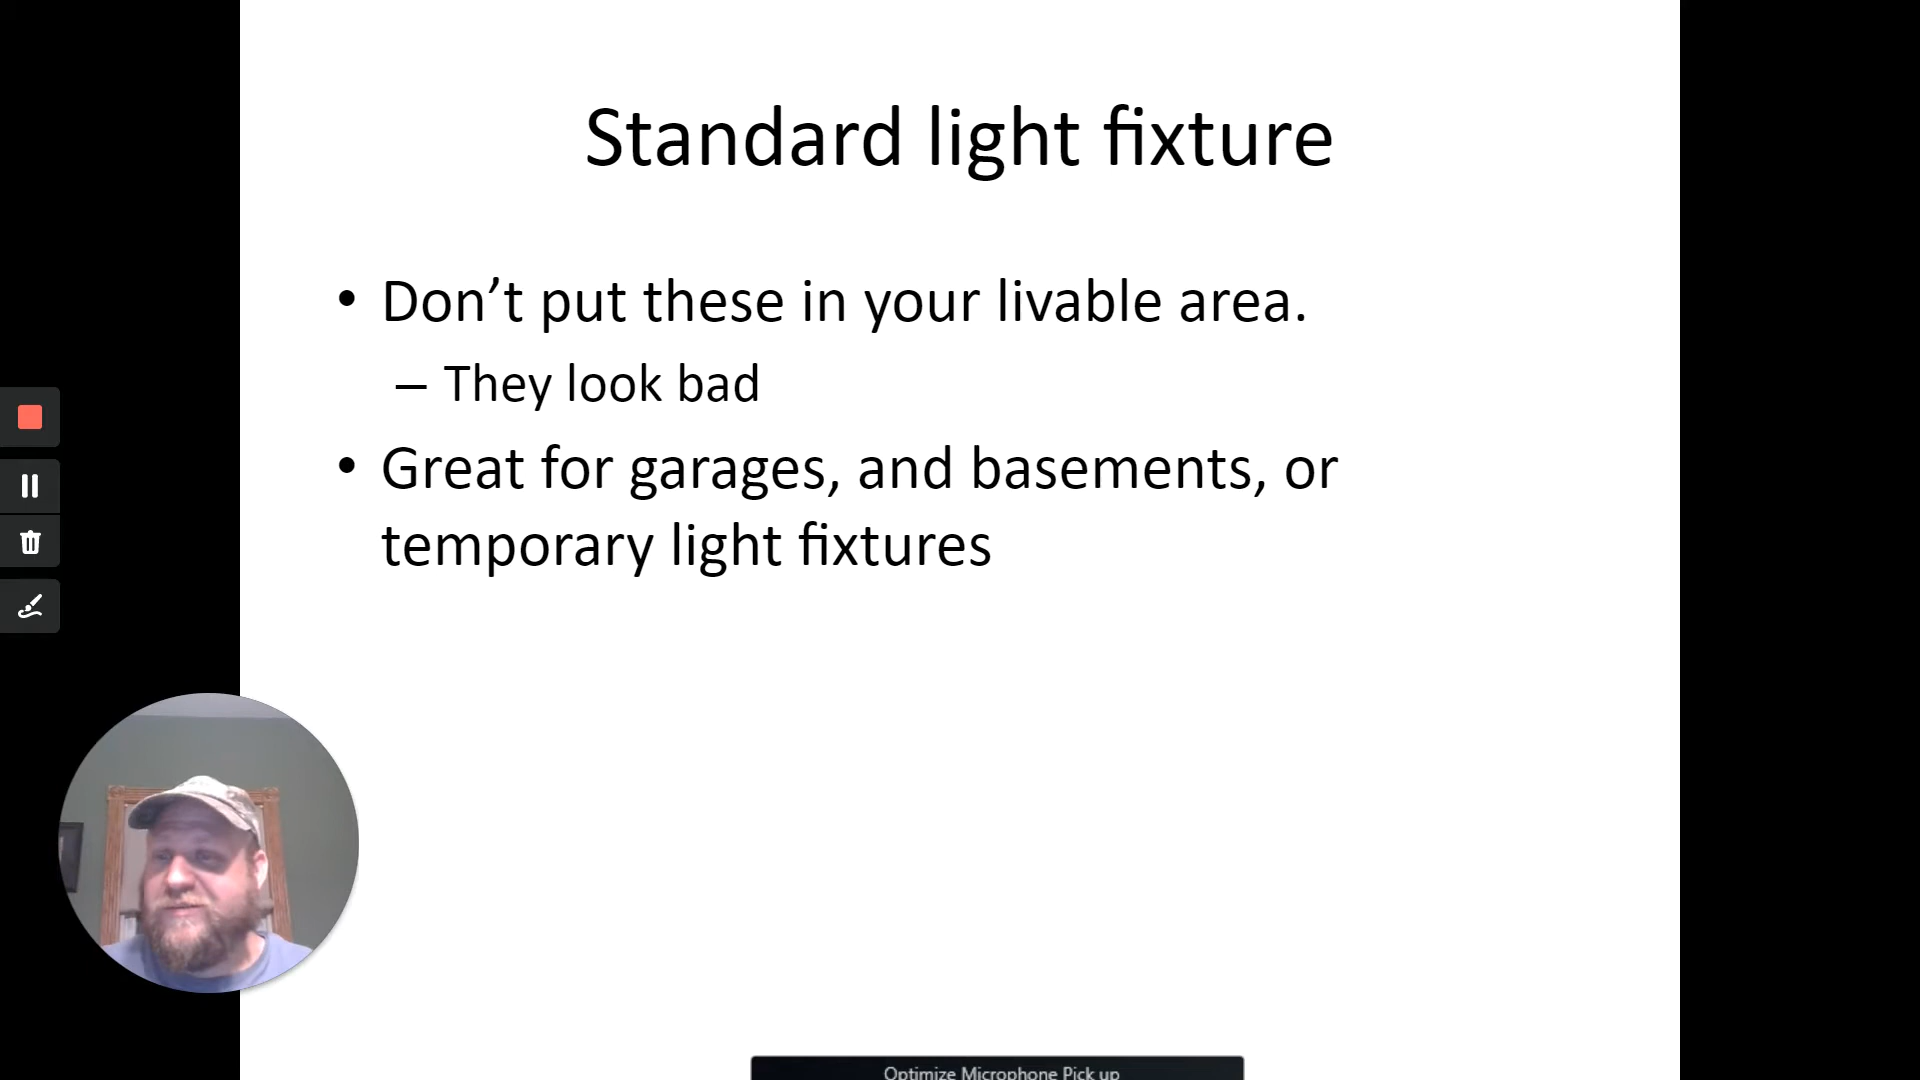 Standard light fixture
• Don’t put these in your livable area.
– They look bad
• Great for garages, and basements, or
temporary light fixtures
Optimize Microphone Pick up